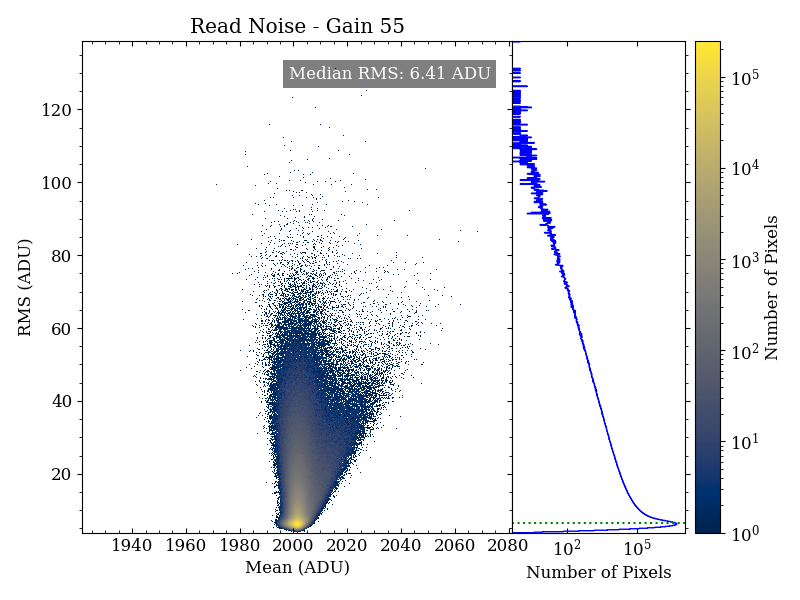 Read Noise - Gain 55
Median RMS: 6.41 ADU
RMS (ADU)
120
100
80
60
40
20
1940 1960 1980 2000 2020 2040 2060 2080
Mean (ADU)
10^2 10^5
Number of Pixels
10^5
10^4
10^3
10^2
10^1
10^0
Number of Pixels